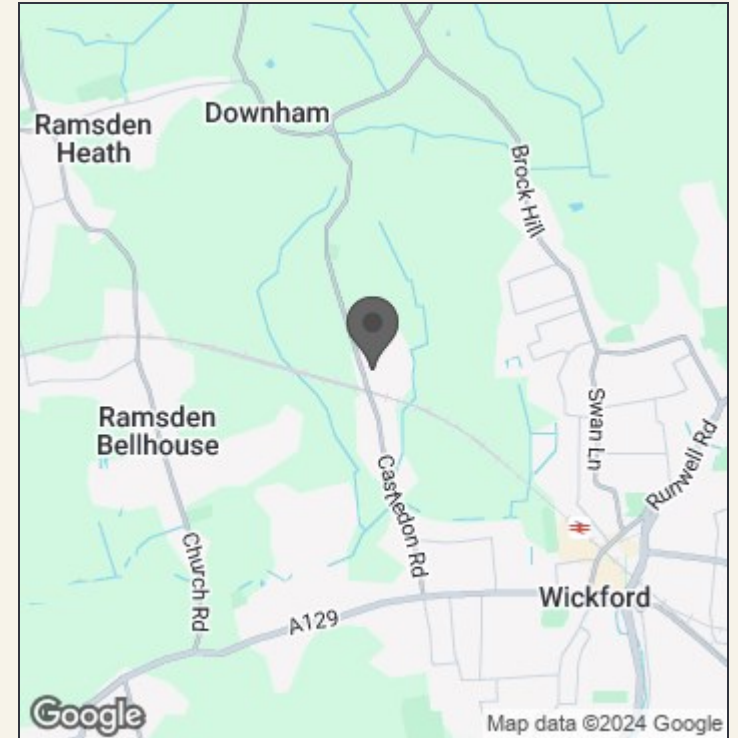 Downham
Ramsden
Heath
Brock Hill
Ramsden
Bellhouse
Swan Ln
Runwell Rd
Castledon Rd
Church Rd
Wickford
A129
Google
Map data ©2024 Google